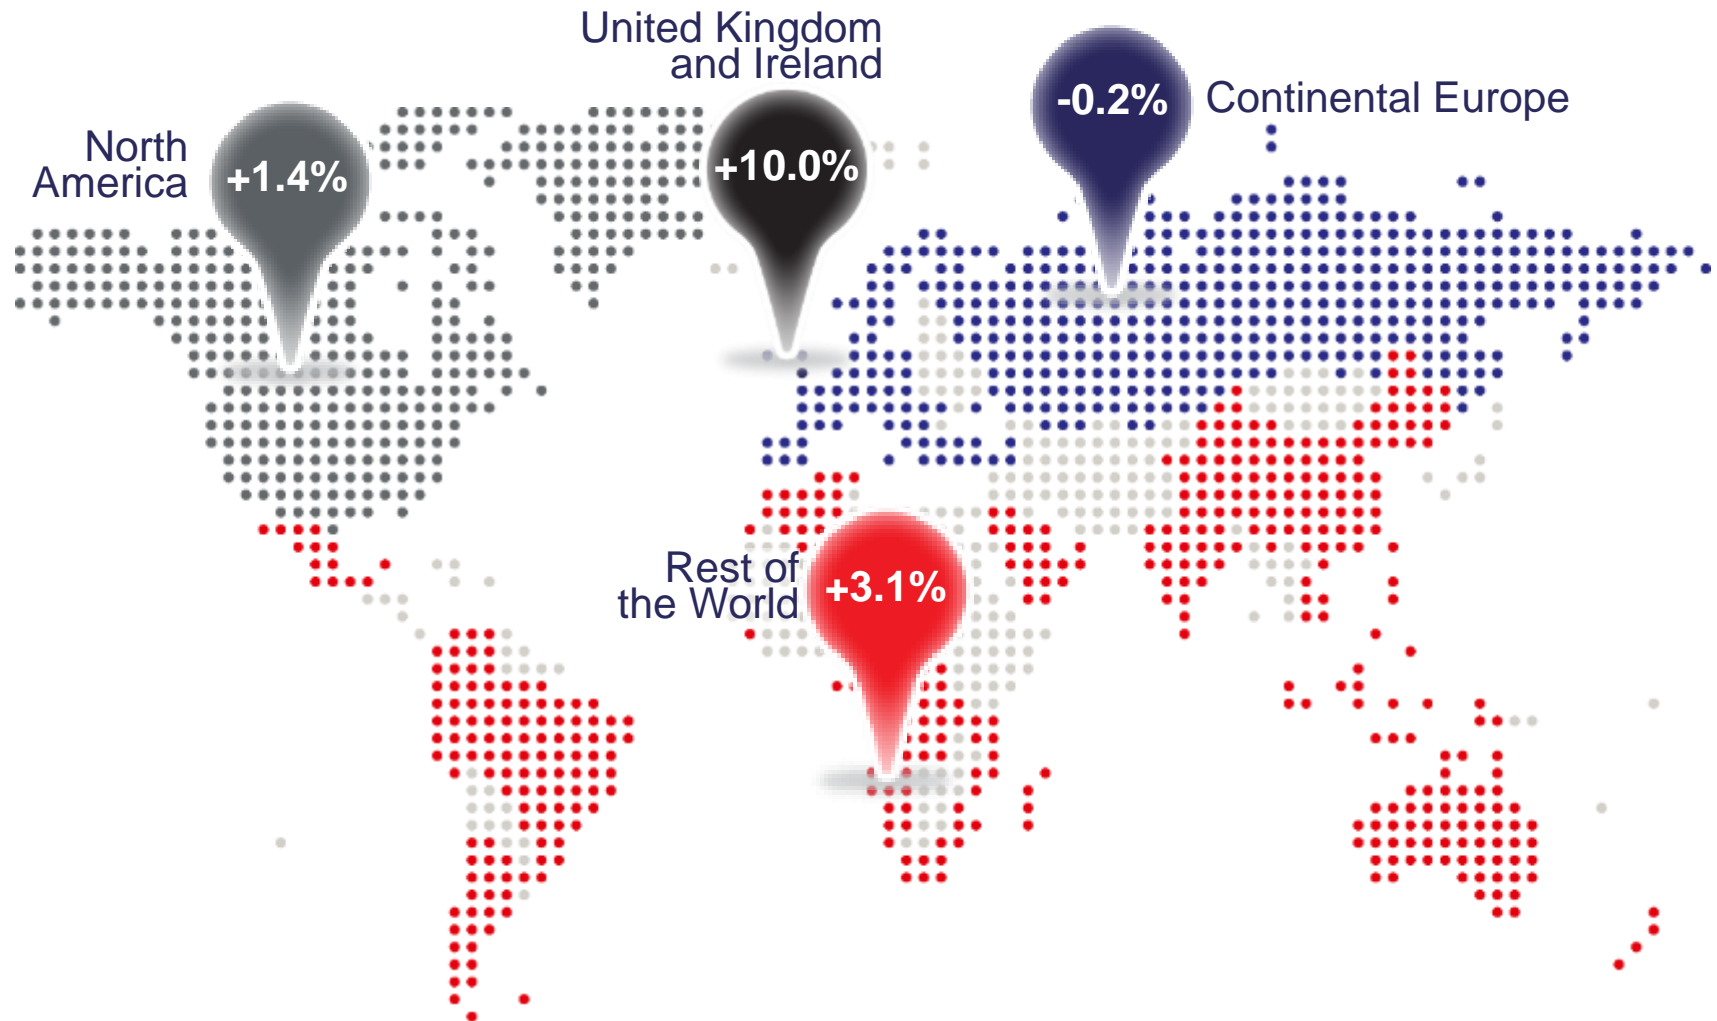 United Kingdom
and Ireland
+10.0%
-0.2%
Continental Europe
North
America
+1.4%
Rest of
the World
+3.1%